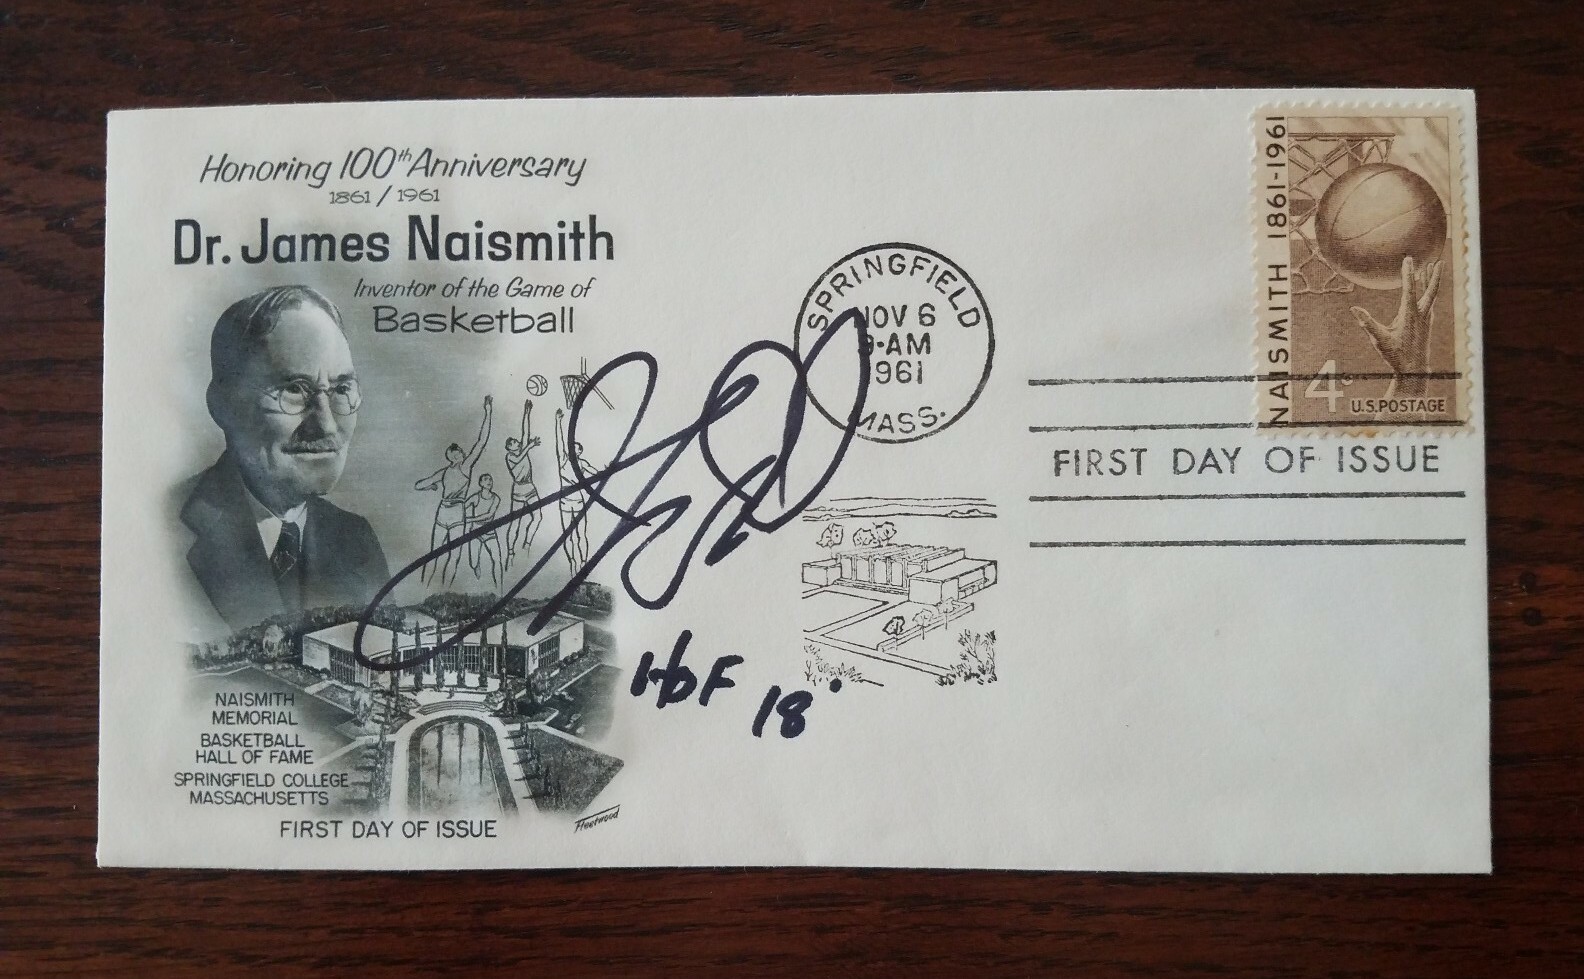 Honoring 100th Anniversary
1861 / 1961
Dr. James Naismith
Inventor of the Game of
Basketball
NAISMITH
MEMORIAL
BASKETBALL
HALL OF FAME
SPRINGFIELD COLLEGE
MASSACHUSETTS
FIRST DAY OF ISSUE
Fleetwood
HOF 18'
SPRINGFIELD
NOV 6
9-AM
1961
MASS.
NAISMITH 1861-1961
4c
U.S.POSTAGE
FIRST DAY OF ISSUE